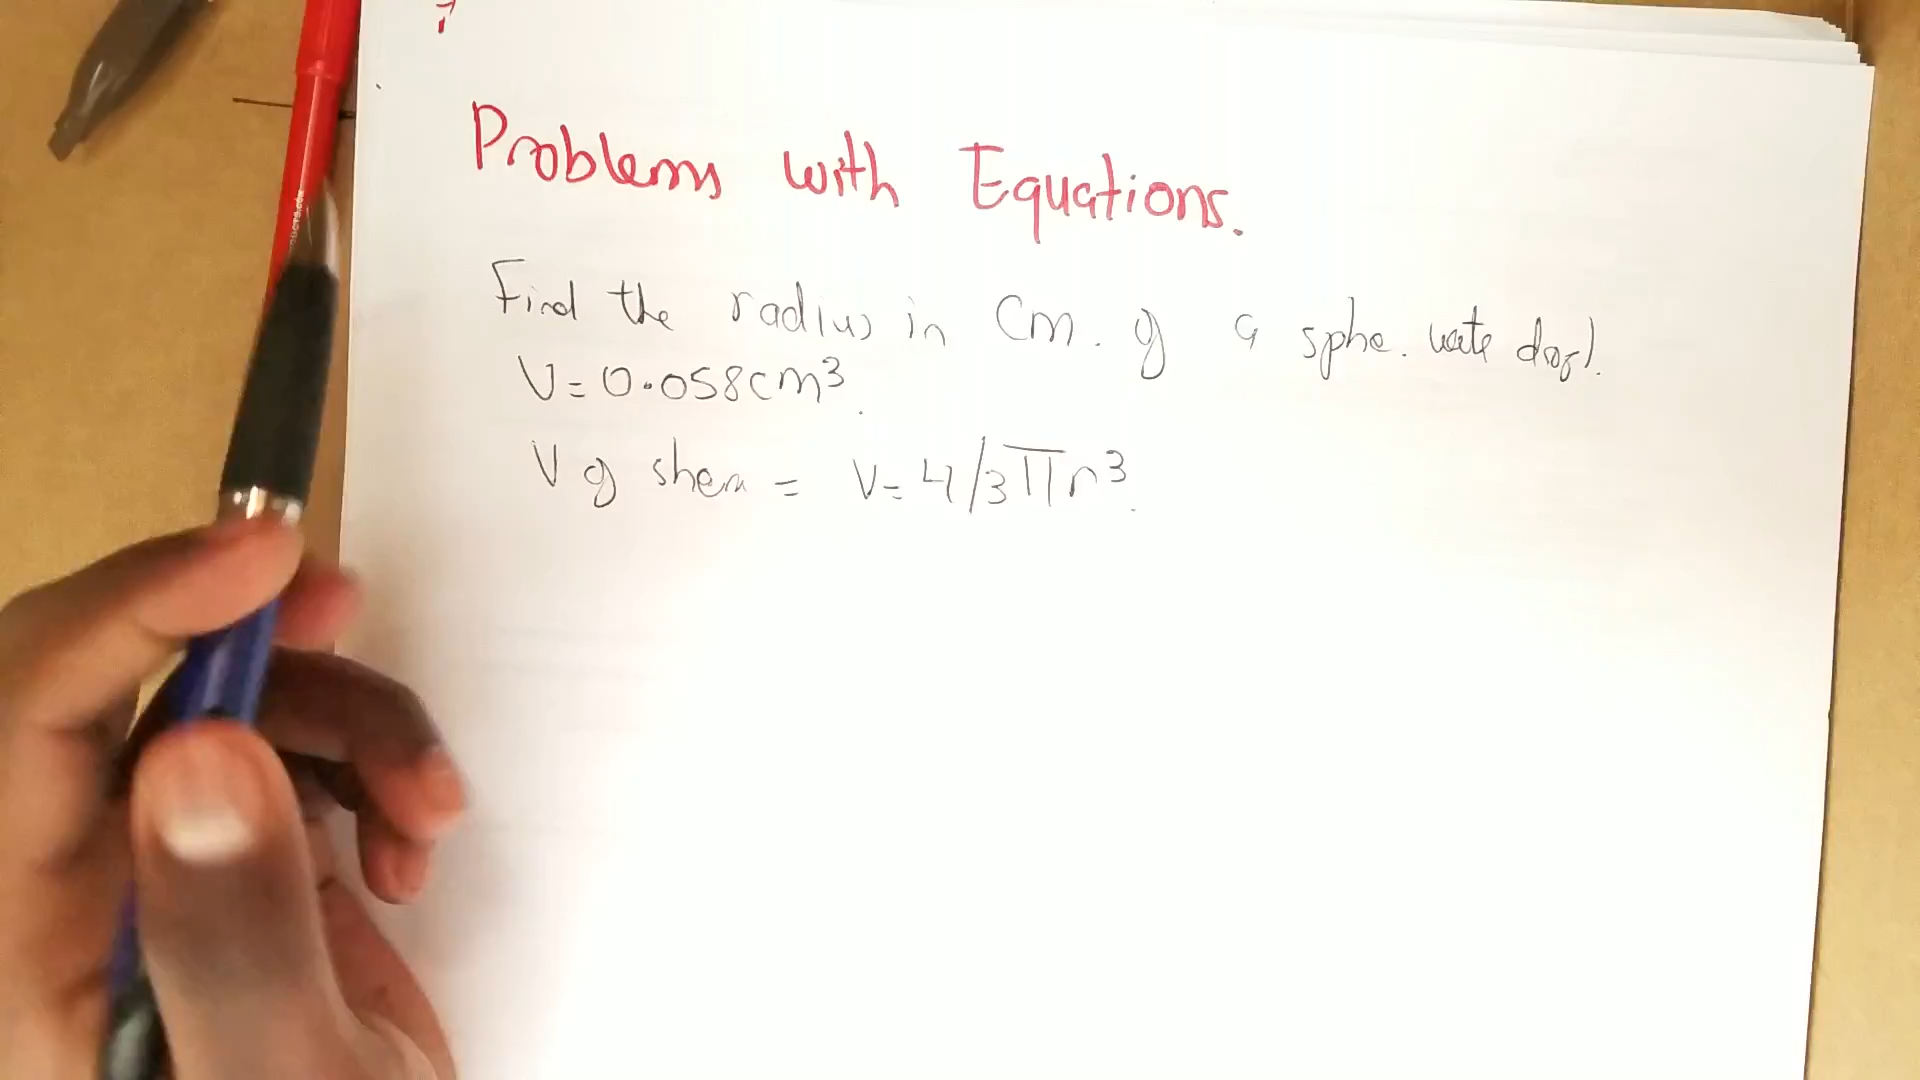 Problems with Equations.
Find the radius in Cm. of a sphe. wate drop).
V=0.058cm³.
V of shere = V=4/3πr³.